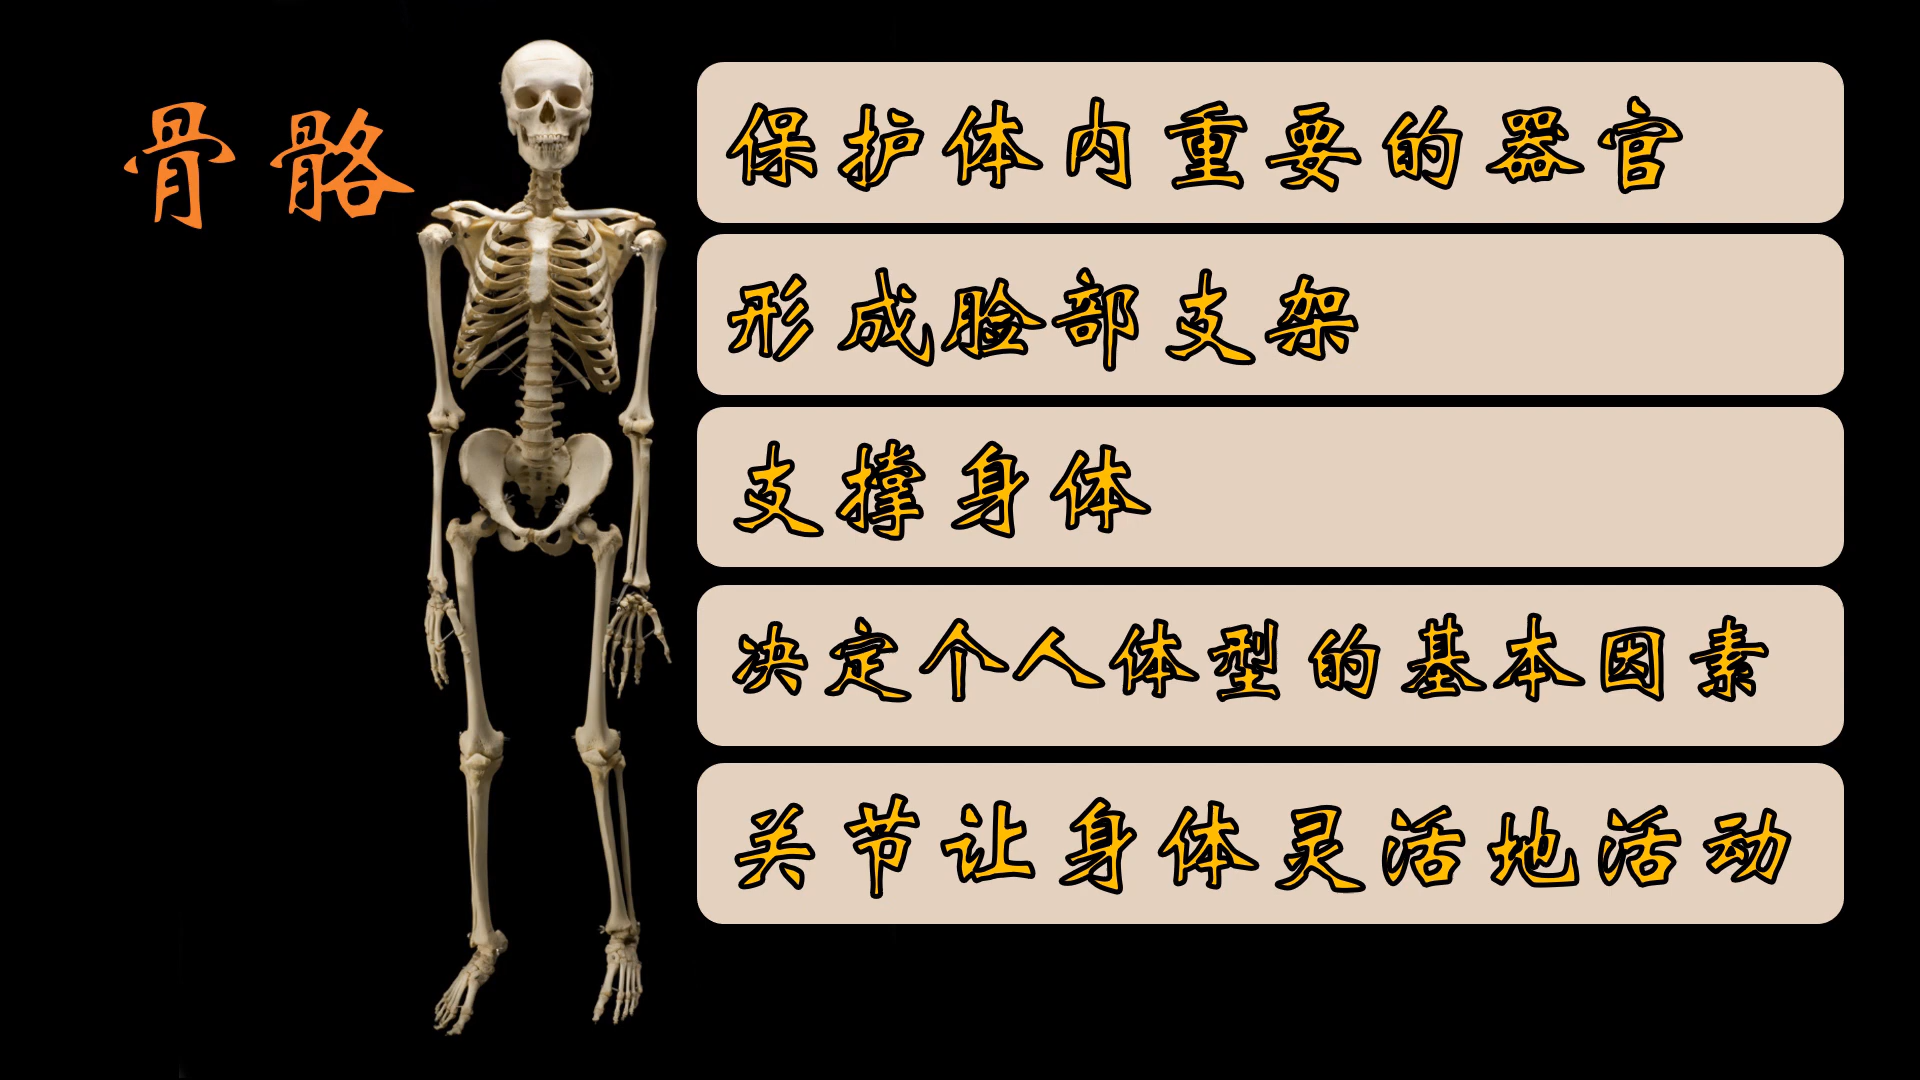 骨骼
保护体内重要的器官
形成脸部支架
支撑身体
决定个人体型的基本因素
关节让身体灵活地活动